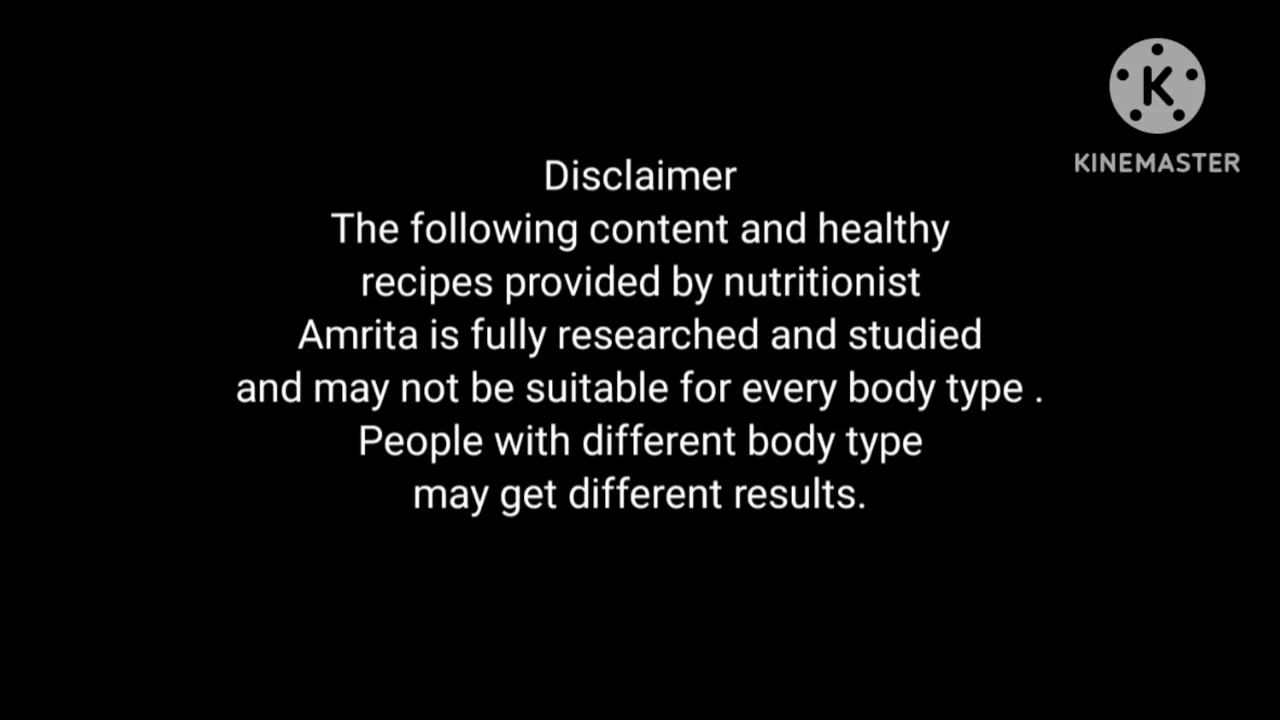 K
KINEMASTER
Disclaimer
The following content and healthy
recipes provided by nutritionist
Amrita is fully researched and studied
and may not be suitable for every body type .
People with different body type
may get different results.